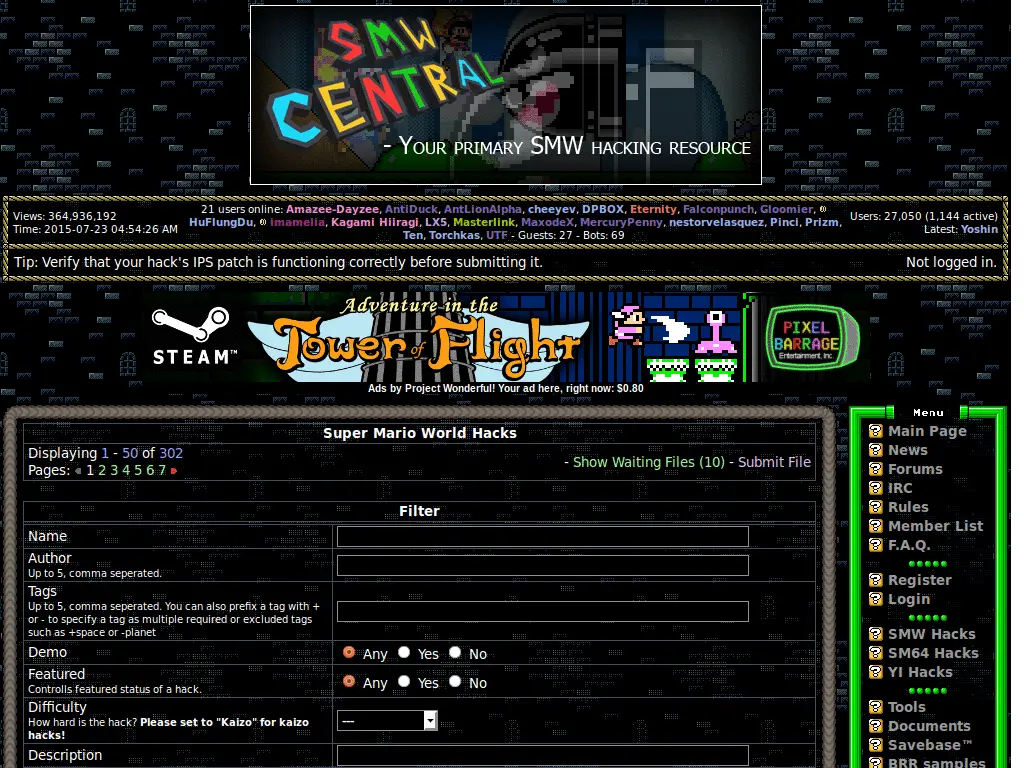 SMW
CENTRAL
- YOUR PRIMARY SMW HACKING RESOURCE
Views: 364,936,192
Time: 2015-07-23 04:54:26 AM
21 users online: Amazee-Dayzee, AntiDuck, AntLionAlpha, cheeyev, DPBOX, Eternity, Falconpunch, Gloomier,
HuFlungDu, imamelia, Kagami Hiiragi, LX5, Masterlink, MaxodeX, MercuryPenny, nestorvelasquez, Pinci, Prizm,
Ten, Torchkas, UTF - Guests: 27 - Bots: 69
Users: 27,050 (1,144 active)
Latest: Yoshin
Tip: Verify that your hack's IPS patch is functioning correctly before submitting it.
Not logged in.
STEAM™
Adventure in the
Tower of Flight
PIXEL
BARRAGE
Entertainment, Inc.
Ads by Project Wonderful! Your ad here, right now: $0.80
Super Mario World Hacks
Displaying 1 - 50 of 302
Pages: 1 2 3 4 5 6 7
- Show Waiting Files (10) - Submit File
Filter
Name
Author
Up to 5, comma seperated.
Tags
Up to 5, comma seperated. You can also prefix a tag with +
or - to specify a tag as multiple required or excluded tags
such as +space or -planet
Demo
Any Yes No
Featured
Controlls featured status of a hack.
Any Yes No
Difficulty
How hard is the hack? Please set to "Kaizo" for kaizo
hacks!
---
Description
Menu
Main Page
News
Forums
IRC
Rules
Member List
F.A.Q.
Register
Login
SMW Hacks
SM64 Hacks
YI Hacks
Tools
Documents
Savebase™
BRR samples